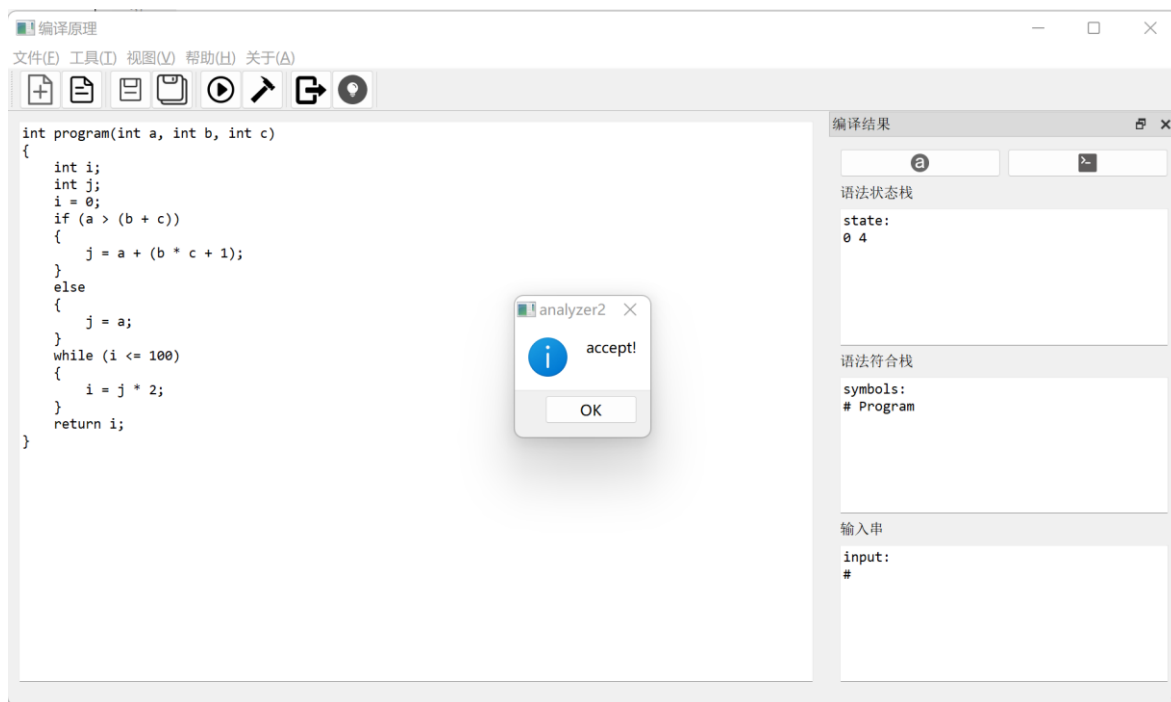 编译原理
文件(F) 工具(T) 视图(V) 帮助(H) 关于(A)
int program(int a, int b, int c)
{
    int i;
    int j;
    i = 0;
    if (a > (b + c))
    {
        j = a + (b * c + 1);
    }
    else
    {
        j = a;
    }
    while (i <= 100)
    {
        i = j * 2;
    }
    return i;
}
analyzer2
accept!
OK
编译结果
a
语法状态栈
state:
0 4
语法符合栈
symbols:
# Program
输入串
input:
#